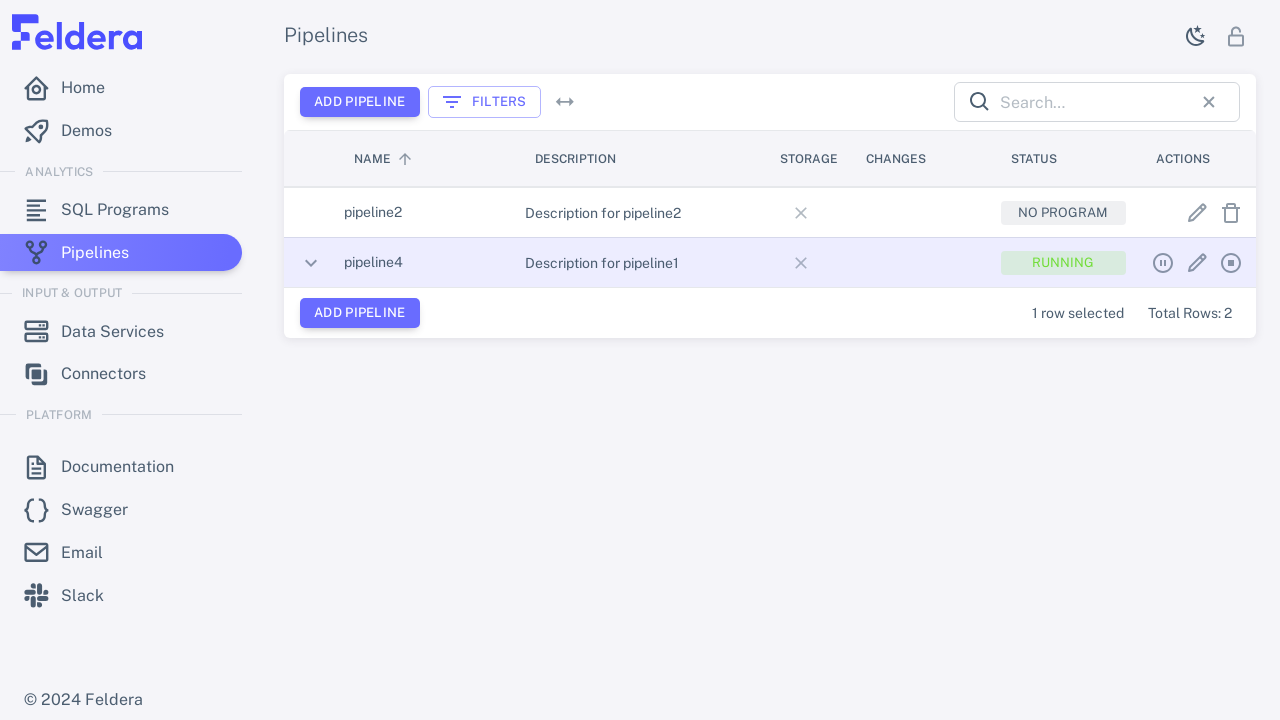 Feldera
Home
Demos
ANALYTICS
SQL Programs
Pipelines
INPUT & OUTPUT
Data Services
Connectors
PLATFORM
Documentation
Swagger
Email
Slack
© 2024 Feldera
Pipelines
ADD PIPELINE FILTERS Search...
NAME DESCRIPTION STORAGE CHANGES STATUS ACTIONS
pipeline2 Description for pipeline2 NO PROGRAM
pipeline4 Description for pipeline1 RUNNING
ADD PIPELINE 1 row selected Total Rows: 2